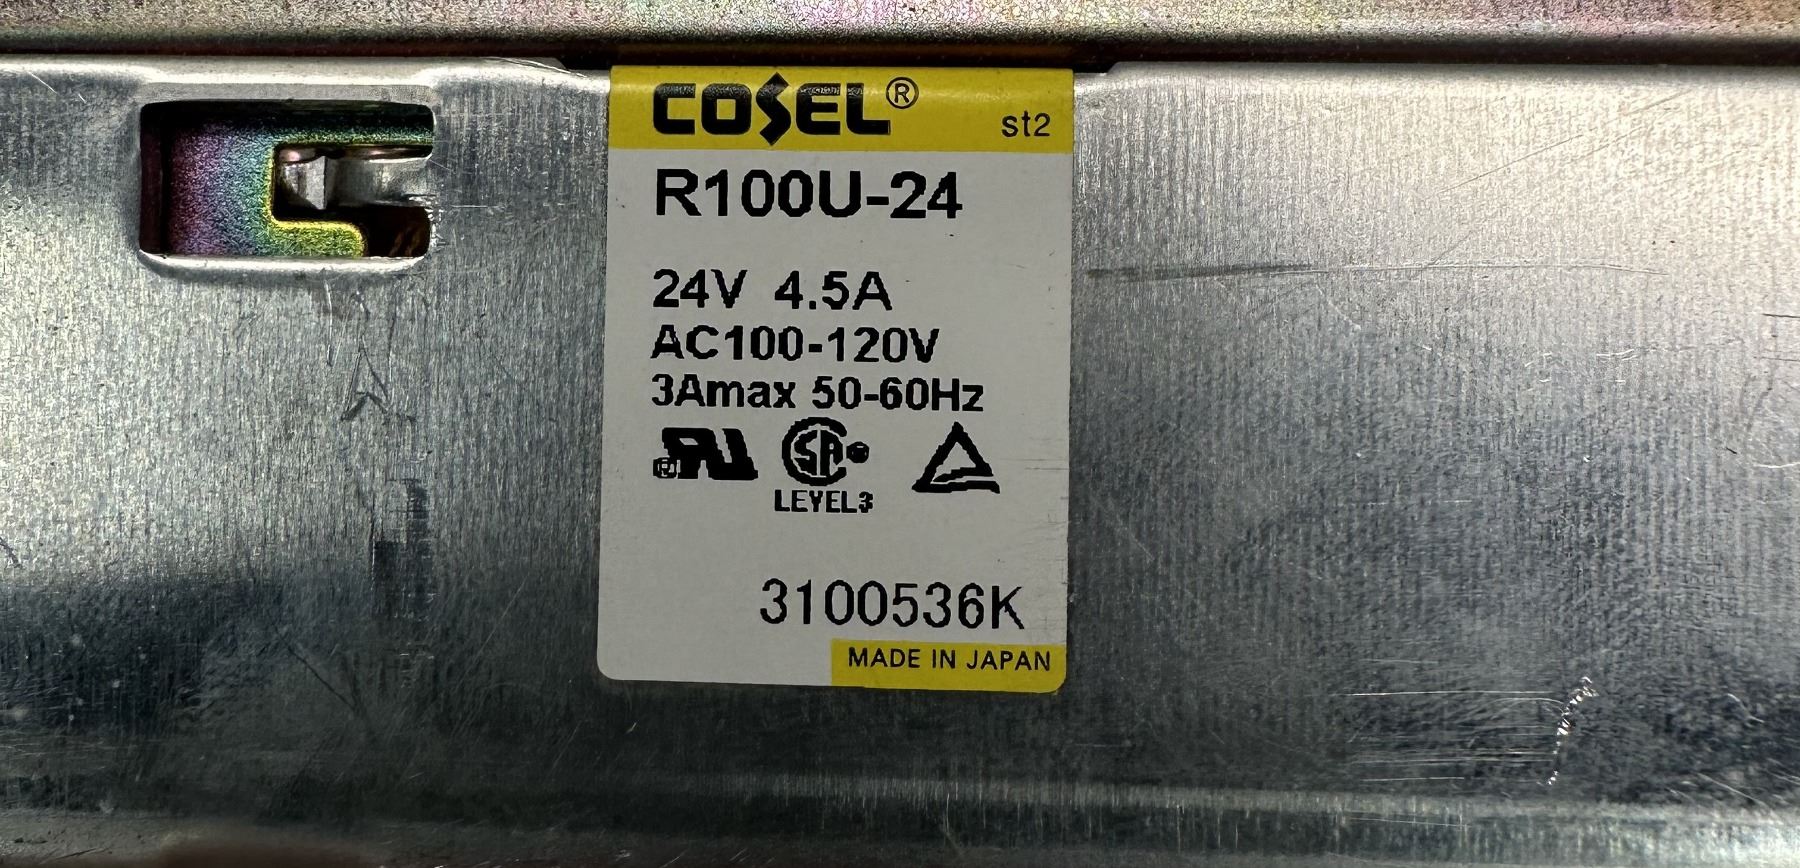 COSEL®
st2
R100U-24
24V 4.5A
AC100-120V
3Amax 50-60Hz
LEVEL3
3100536K
MADE IN JAPAN